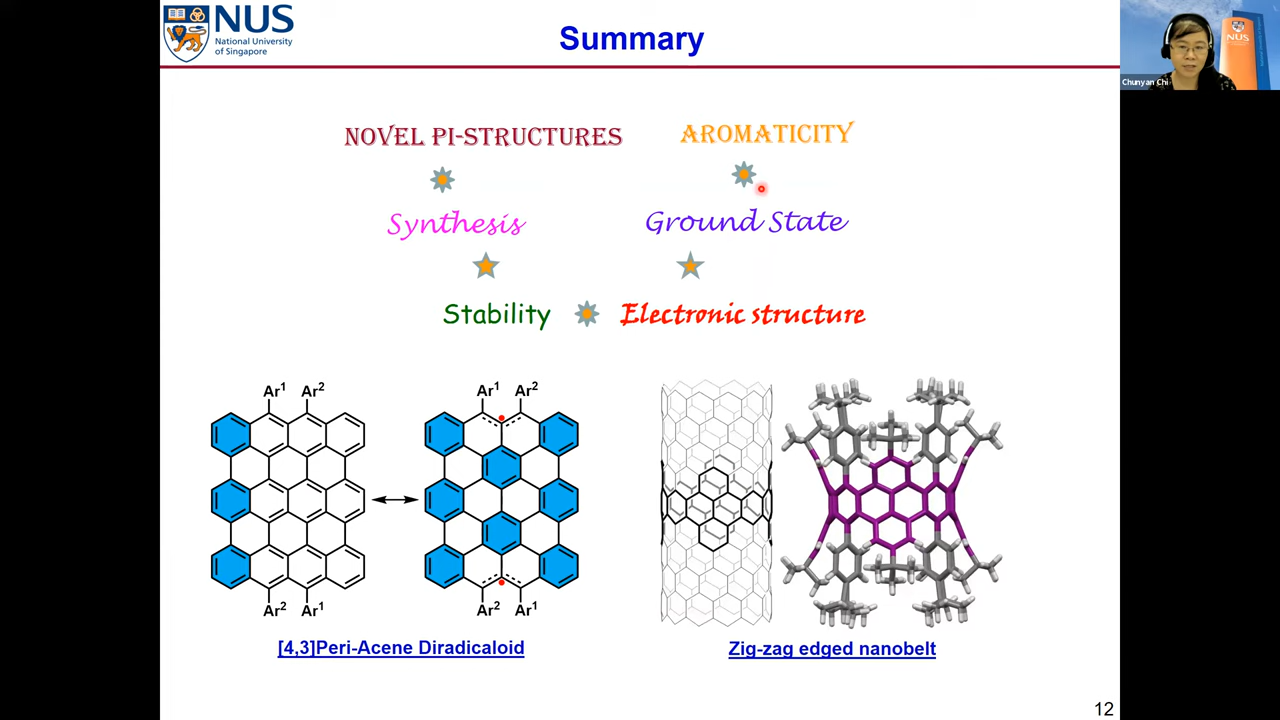 NUS
National University
of Singapore
Summary
NUS
Chunyan Chi
NOVEL PI-STRUCTURES
AROMATICITY
Synthesis
Ground State
Stability
Electronic structure
Ar1 Ar2
Ar1 Ar2
Ar2 Ar1
Ar2 Ar1
[4,3]Peri-Acene Diradicaloid
Zig-zag edged nanobelt
12